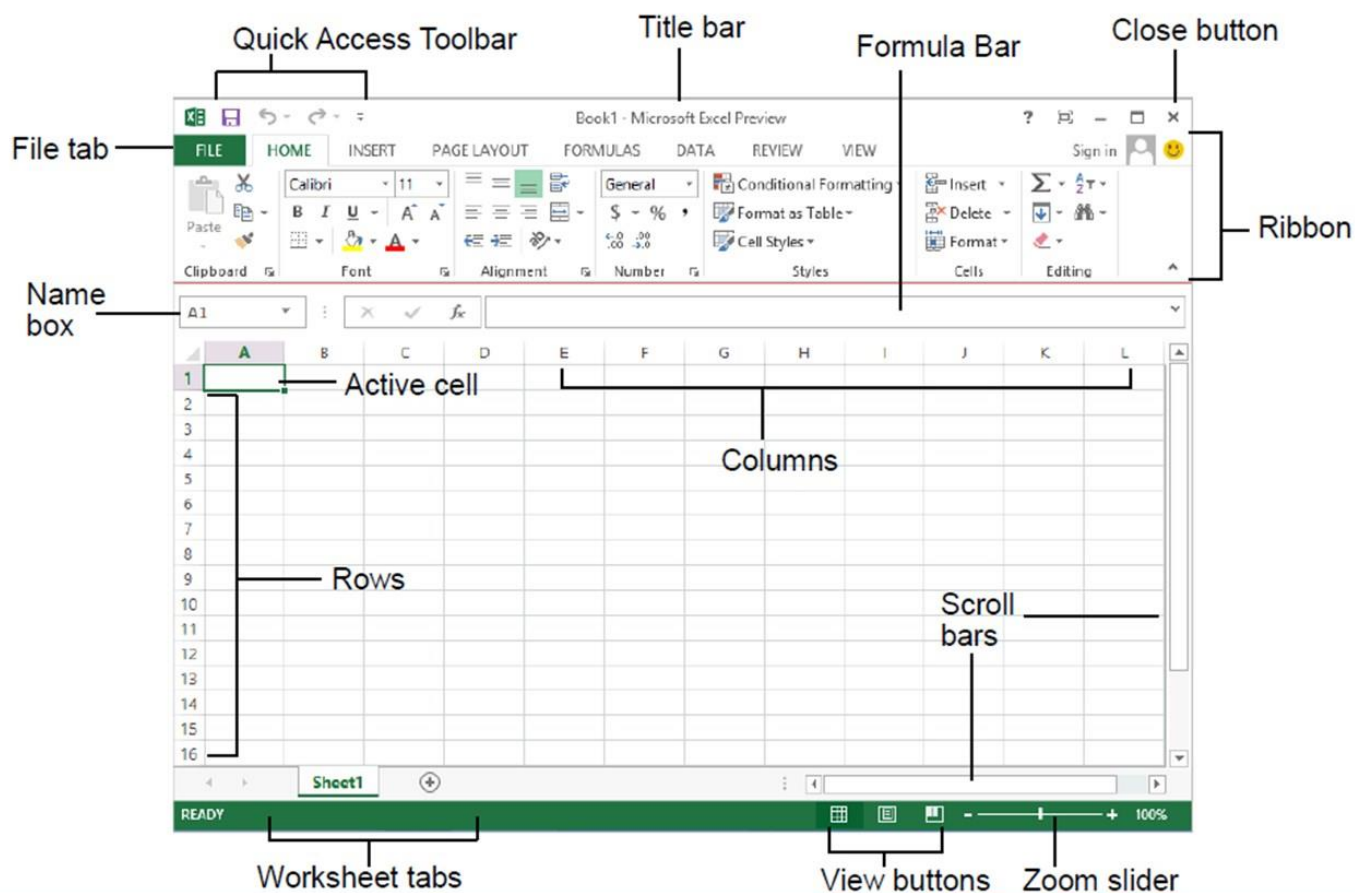 Quick Access Toolbar
Title bar
Formula Bar
Close button
Book1 - Microsoft Excel Preview
?
File tab
FILE HOME INSERT PAGE LAYOUT FORMULAS DATA REVIEW VIEW Sign in
Calibri 11 General Conditional Formatting Insert Σ
Paste B I U A A $ % , Format as Table Delete
A .00 .00 Cell Styles Format
Clipboard Font Alignment Number Styles Cells Editing
Ribbon
Name
box
A1 fx
A B C D E F G H I J K L
1
Active cell
2
3
4
Columns
5
6
7
8
9
Rows
10
Scroll
bars
11
12
13
14
15
16
Sheet1
READY 100%
Worksheet tabs
View buttons
Zoom slider